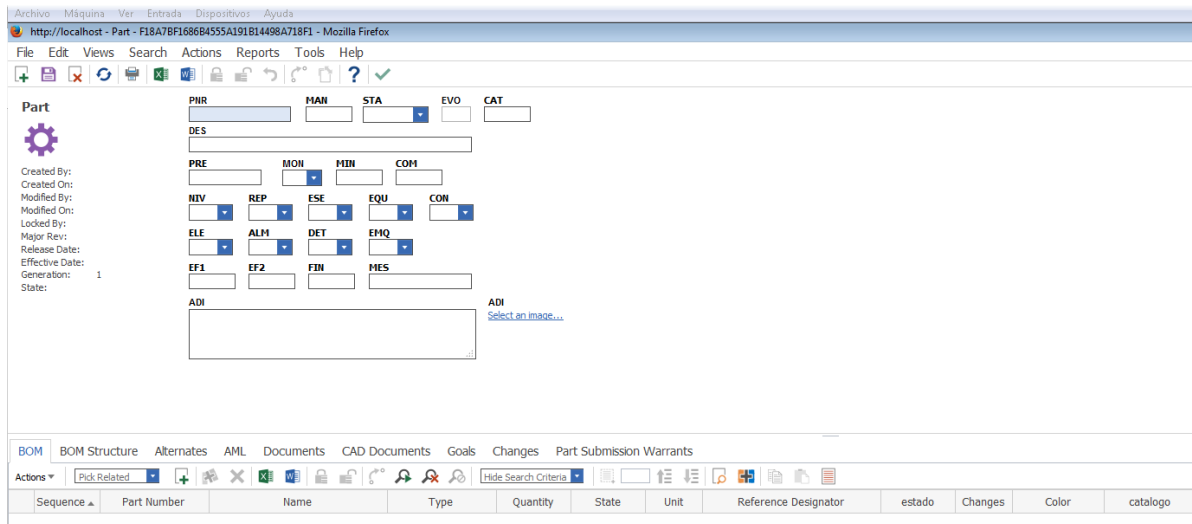 Archivo Máquina Ver Entrada Dispositivos Ayuda
http://localhost - Part - F18A7BF1686B4555A191B14498A718F1 - Mozilla Firefox
File Edit Views Search Actions Reports Tools Help
Part
PNR MAN STA EVO CAT
DES
PRE MON MIN COM
Created By:
Created On:
Modified By:
Modified On:
Locked By:
Major Rev:
Release Date:
Effective Date:
Generation: 1
State:
NIV REP ESE EQU CON
ELE ALM DET EMQ
EF1 EF2 FIN MES
ADI ADI
Select an image...
BOM BOM Structure Alternates AML Documents CAD Documents Goals Changes Part Submission Warrants
Actions Pick Related Hide Search Criteria
Sequence Part Number Name Type Quantity State Unit Reference Designator estado Changes Color catalogo